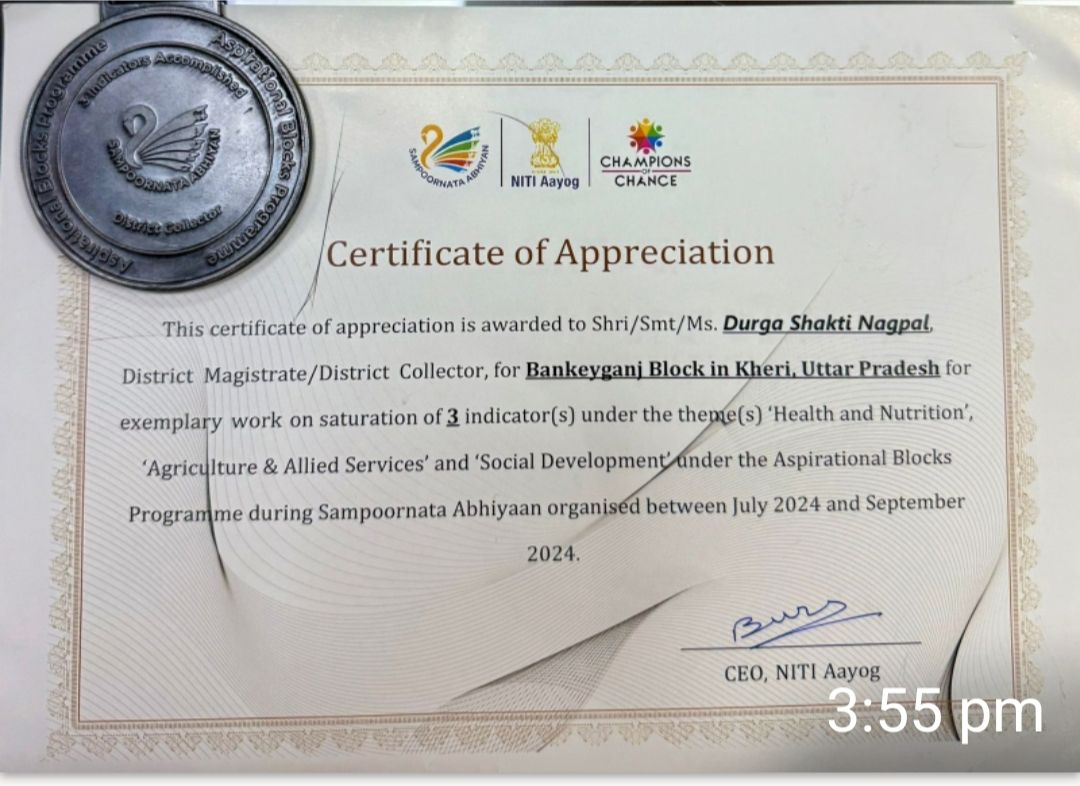 Aspirational Blocks Programme
3 Indicators Accomplished
SAMPOORNATA ABHIYAN
District Collector
Aspirational Blocks Programme
SAMPOORNATA ABHIYAN
NITI Aayog
CHAMPIONS
OF
CHANGE
Certificate of Appreciation
This certificate of appreciation is awarded to Shri/Smt/Ms. Durga Shakti Nagpal,
District Magistrate/District Collector, for Bankeyganj Block in Kheri, Uttar Pradesh for
exemplary work on saturation of 3 indicator(s) under the theme(s) ‘Health and Nutrition’,
‘Agriculture & Allied Services’ and ‘Social Development’ under the Aspirational Blocks
Programme during Sampoornata Abhiyaan organised between July 2024 and September
2024.
CEO, NITI Aayog
3:55 pm